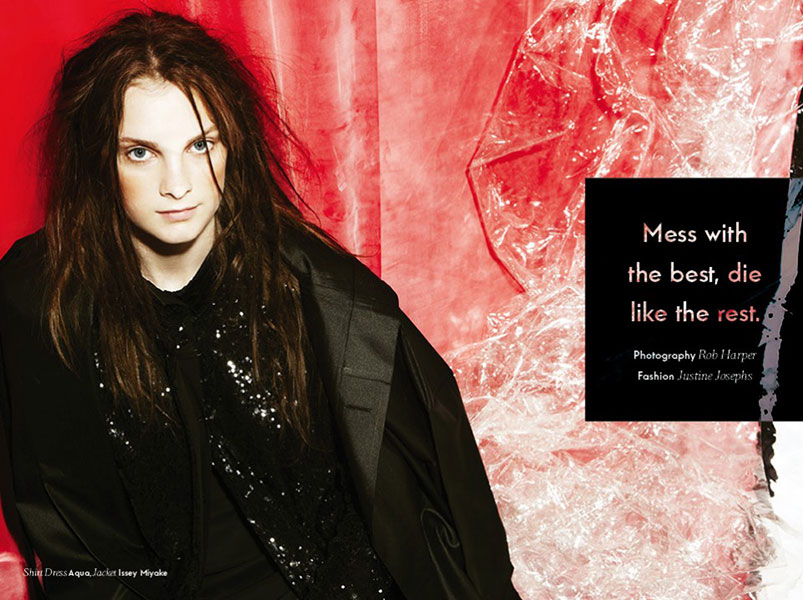 Mess with
the best, die
like the rest.
Photography Rob Harper
Fashion Justine Josephs
Shirt Dress Aqua, Jacket Issey Miyake